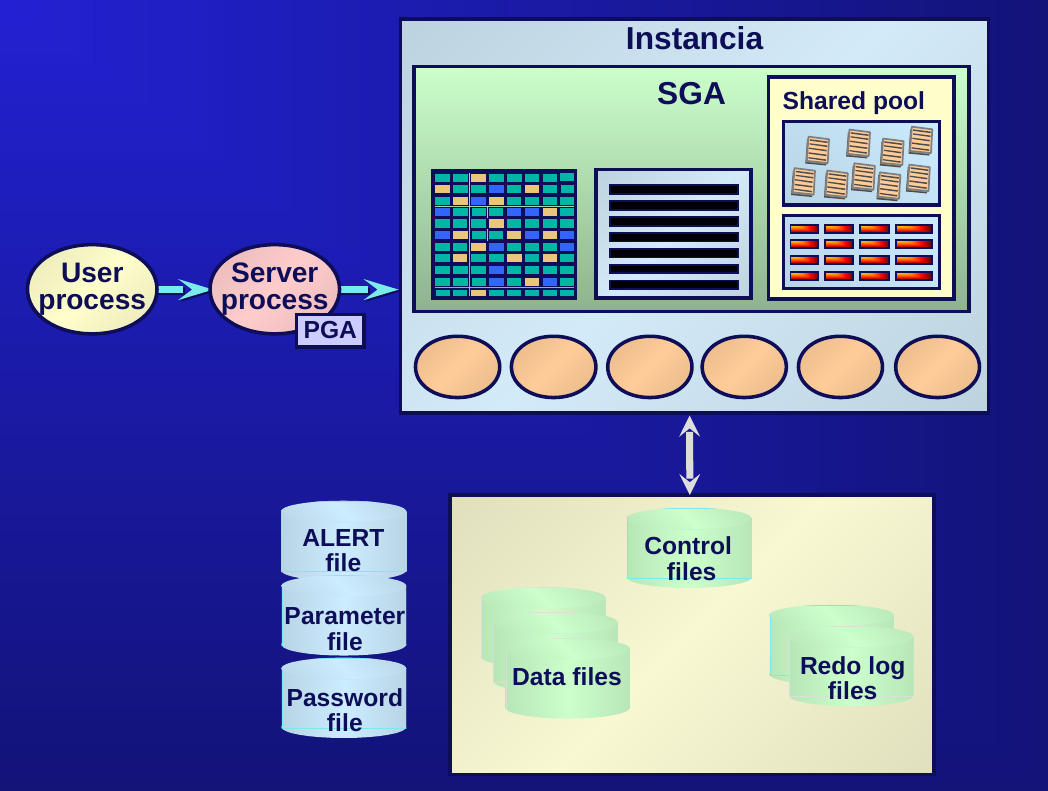 Instancia
SGA
Shared pool
User
process
Server
process
PGA
ALERT
file
Parameter
file
Password
file
Control
files
Data files
Redo log
files